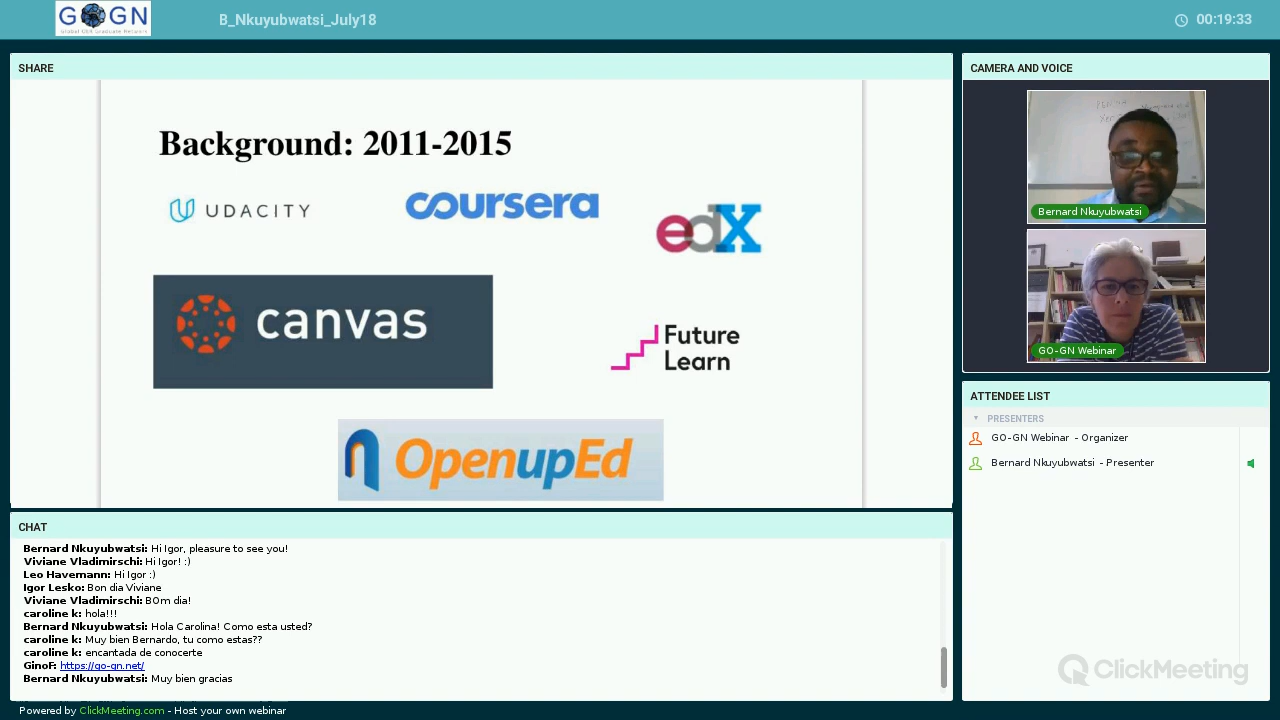 GOGN
Global OER Graduate Network
B_Nkuyubwatsi_July18
00:19:33
SHARE
Background: 2011-2015
UDACITY
coursera
edX
canvas
Future
Learn
OpenupEd
CHAT
Bernard Nkuyubwatsi: Hi Igor, pleasure to see you!
Viviane Vladimirschi: Hi Igor! :)
Leo Havemann: Hi Igor :)
Igor Lesko: Bon dia Viviane
Viviane Vladimirschi: BOm dia!
caroline k: hola!!!
Bernard Nkuyubwatsi: Hola Carolina! Como esta usted?
caroline k: Muy bien Bernardo, tu como estas??
caroline k: encantada de conocerte
GinoF: https://go-gn.net/
Bernard Nkuyubwatsi: Muy bien gracias
CAMERA AND VOICE
Bernard Nkuyubwatsi
GO-GN Webinar
ATTENDEE LIST
PRESENTERS
GO-GN Webinar - Organizer
Bernard Nkuyubwatsi - Presenter
ClickMeeting
Powered by ClickMeeting.com - Host your own webinar